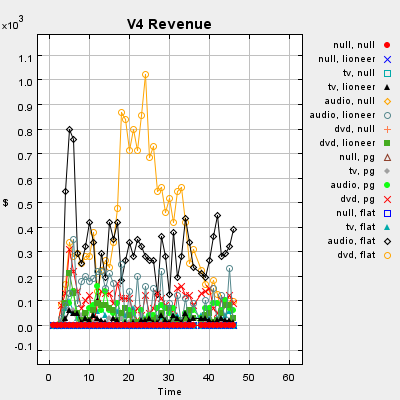 V4 Revenue
×10³
1.1
1.0
0.9
0.8
0.7
0.6
0.5
0.4
0.3
0.2
0.1
0.0
-0.1
$
0 10 20 30 40 50 60
Time
null, null
null, lioneer
tv, null
tv, lioneer
audio, null
audio, lioneer
dvd, null
dvd, lioneer
null, pg
tv, pg
audio, pg
dvd, pg
null, flat
tv, flat
audio, flat
dvd, flat